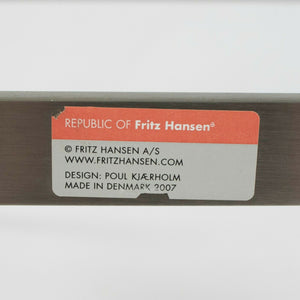 REPUBLIC OF Fritz Hansen®
© FRITZ HANSEN A/S
WWW.FRITZHANSEN.COM
DESIGN: POUL KJÆRHOLM
MADE IN DENMARK 2007